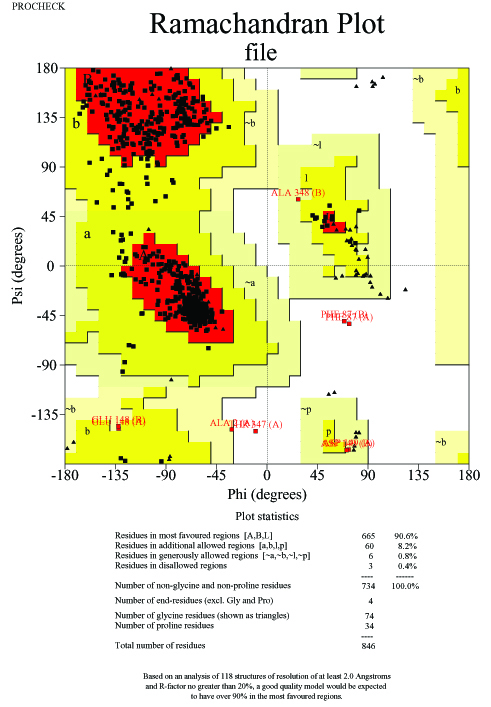 PROCHECK
Ramachandran Plot
file
180
135
90
45
0
-45
-90
-135
-180
Psi (degrees)
B
b
~b
~b
b
~l
l
ALA 348 (B)
a
~a
~b
b
GLU 148 (B)
~p
p
~b
-180
-135
-90
-45
0
45
90
135
180
Phi (degrees)
Plot statistics
Residues in most favoured regions [A,B,L] 665 90.6%
Residues in additional allowed regions [a,b,l,p] 60 8.2%
Residues in generously allowed regions [~a,~b,~l,~p] 6 0.8%
Residues in disallowed regions 3 0.4%
---- ------
Number of non-glycine and non-proline residues 734 100.0%
Number of end-residues (excl. Gly and Pro) 4
Number of glycine residues (shown as triangles) 74
Number of proline residues 34
----
Total number of residues 846
Based on an analysis of 118 structures of resolution of at least 2.0 Angstroms
and R-factor no greater than 20%, a good quality model would be expected
to have over 90% in the most favoured regions.